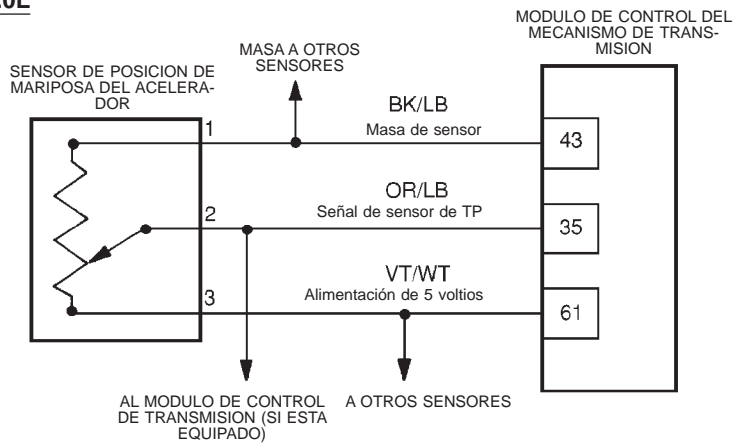 MODULO DE CONTROL DEL
MECANISMO DE TRANS-
MISION
MASA A OTROS
SENSORES
SENSOR DE POSICION DE
MARIPOSA DEL ACELERA-
DOR
1
BK/LB
Masa de sensor
43
2
OR/LB
Señal de sensor de TP
35
3
VT/WT
Alimentación de 5 voltios
61
AL MODULO DE CONTROL
DE TRANSMISION (SI ESTA
EQUIPADO)
A OTROS SENSORES